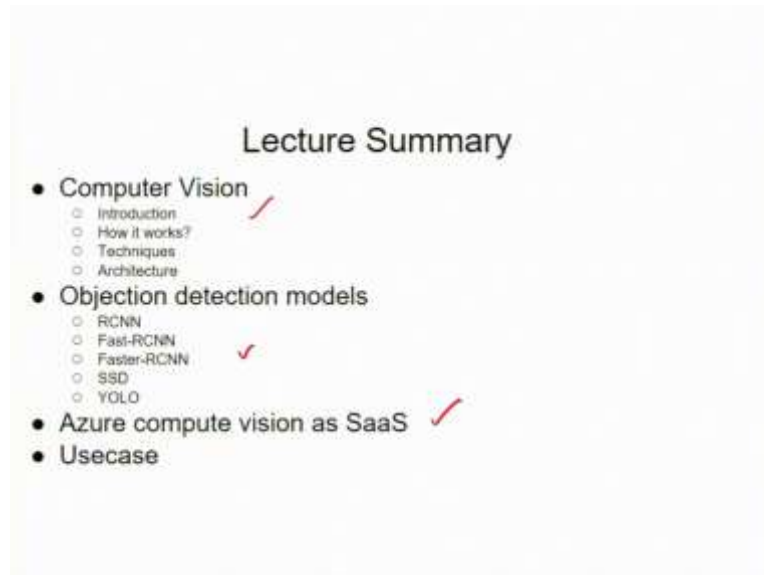 Lecture Summary
● Computer Vision
○ Introduction
○ How it works?
○ Techniques
○ Architecture
● Objection detection models
○ RCNN
○ Fast-RCNN
○ Faster-RCNN
○ SSD
○ YOLO
● Azure compute vision as SaaS
● Usecase